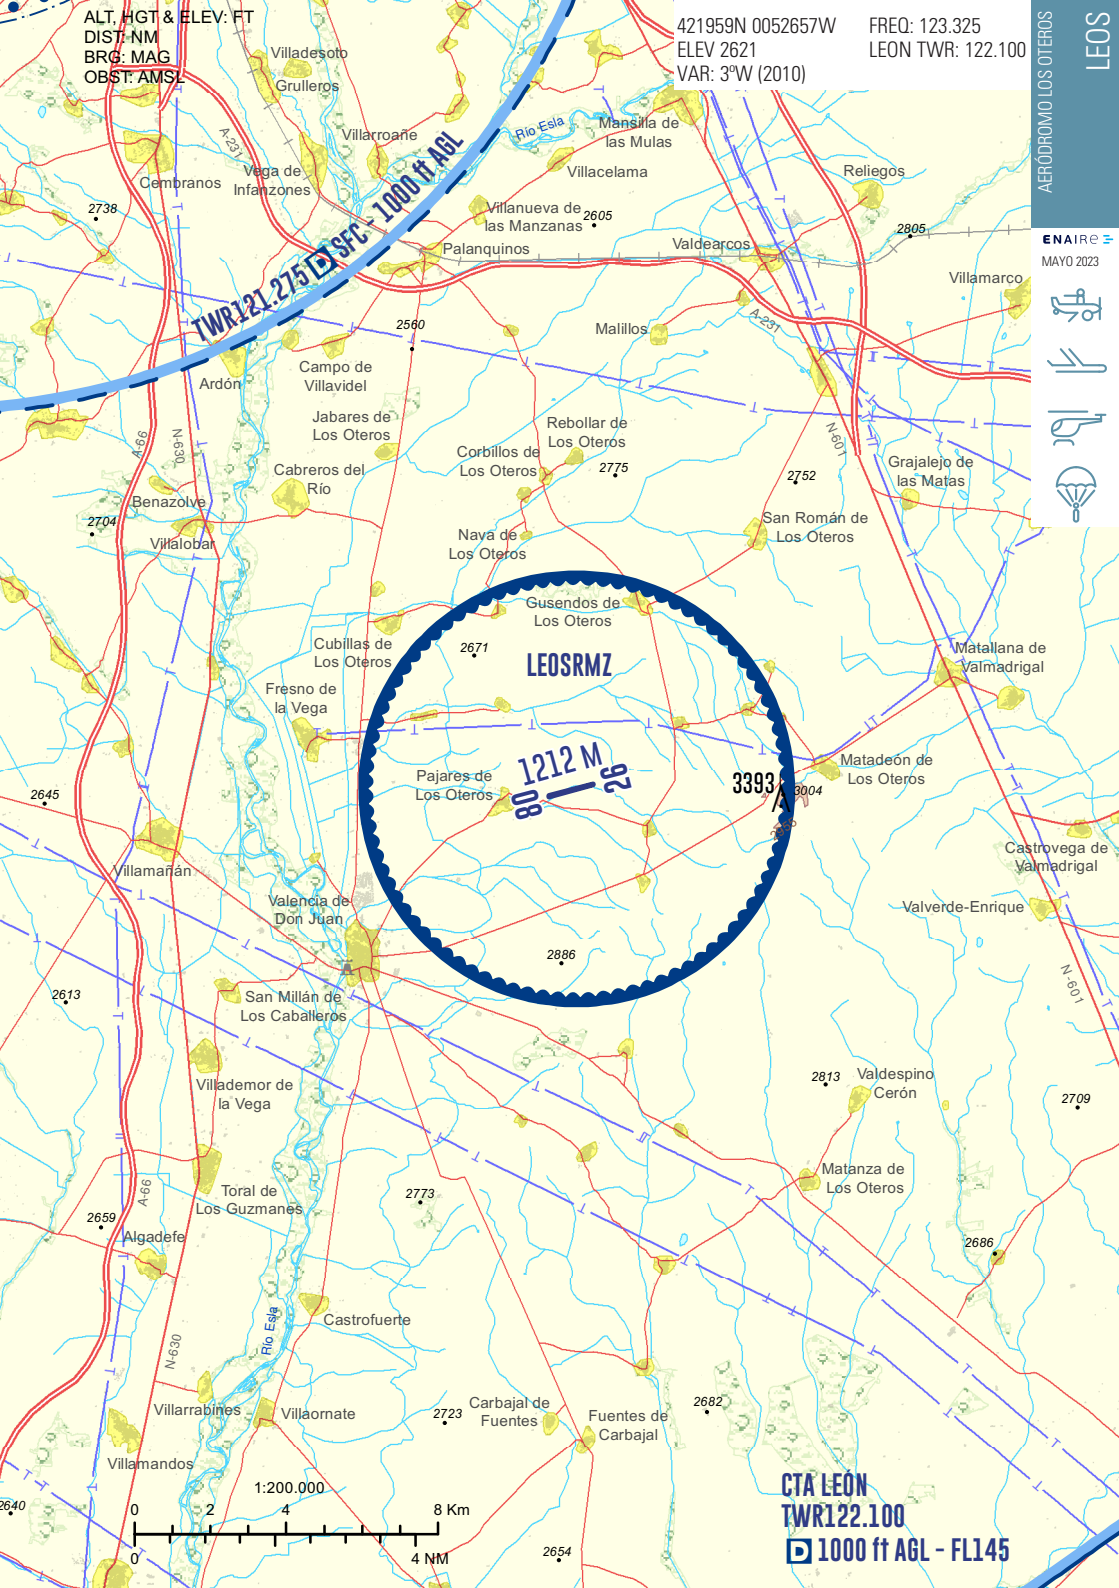 ALT, HGT & ELEV: FT
DIST: NM
BRG: MAG
OBST: AMSL
421959N 0052657W
ELEV 2621
VAR: 3ºW (2010)
FREQ: 123.325
LEON TWR: 122.100
AERÓDROMO LOS OTEROS
LEOS
ENAIRe
MAYO 2023
Villadesoto
Grulleros
Villarroañe
Río Esla
Mansilla de
las Mulas
A-231
Cembranos
Vega de
Infanzones
Villacelama
Reliegos
2738
Villanueva de
las Manzanas
2605
2805
Palanquinos
Valdearcos
TWR121.275 D SFC - 1000 ft AGL
Villamarco
2560
Malillos
A-231
Ardón
Campo de
Villavidel
Jabares de
Los Oteros
Rebollar de
Los Oteros
A-66
N-630
N-601
Corbillos de
Los Oteros
2775
2752
Grajalejo de
las Matas
Cabreros del
Río
Benazolve
2704
Villalobar
Nava de
Los Oteros
San Román de
Los Oteros
Gusendos de
Los Oteros
Cubillas de
Los Oteros
2671
LEOSRMZ
Matallana de
Valmadrigal
Fresno de
la Vega
1212 M
08
26
Pajares de
Los Oteros
3393
3004
Matadeón de
Los Oteros
2645
Villamañán
Castrovega de
Valmadrigal
Valencia de
Don Juan
Valverde-Enrique
2886
N-601
2613
San Millán de
Los Caballeros
Villademor de
la Vega
2813
Valdespino
Cerón
2709
Toral de
Los Guzmanes
A-66
2773
Matanza de
Los Oteros
2659
Algadefe
2686
Río Esla
Castrofuerte
N-630
Villarrabines
Villaornate
2723
Carbajal de
Fuentes
Fuentes de
Carbajal
2682
Villamandos
2640
1:200.000
0 2 4 8 Km
0 4 NM
2654
CTA LEÓN
TWR122.100
D 1000 ft AGL - FL145